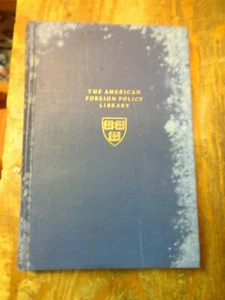 THE AMERICAN
FOREIGN POLICY
LIBRARY